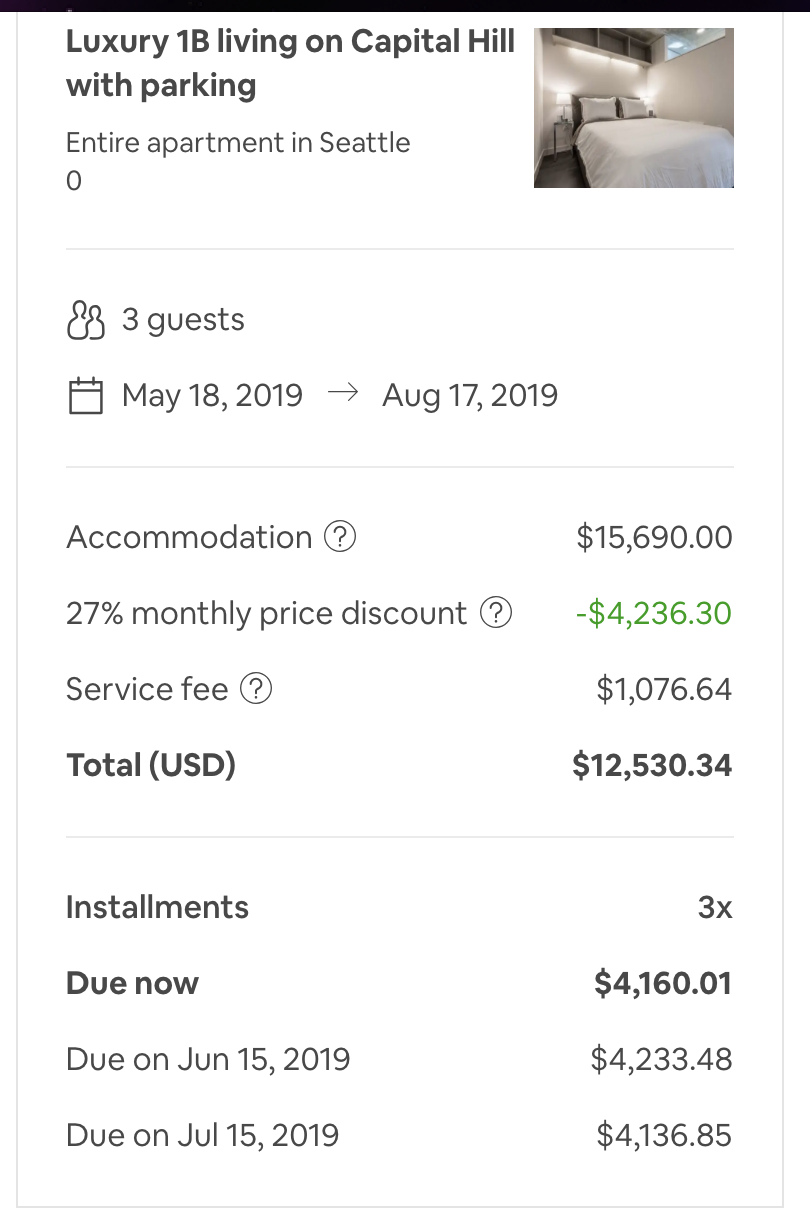 Luxury 1B living on Capital Hill
with parking
Entire apartment in Seattle
0
3 guests
May 18, 2019 → Aug 17, 2019
Accommodation ? $15,690.00
27% monthly price discount ? -$4,236.30
Service fee ? $1,076.64
Total (USD) $12,530.34
Installments 3x
Due now $4,160.01
Due on Jun 15, 2019 $4,233.48
Due on Jul 15, 2019 $4,136.85